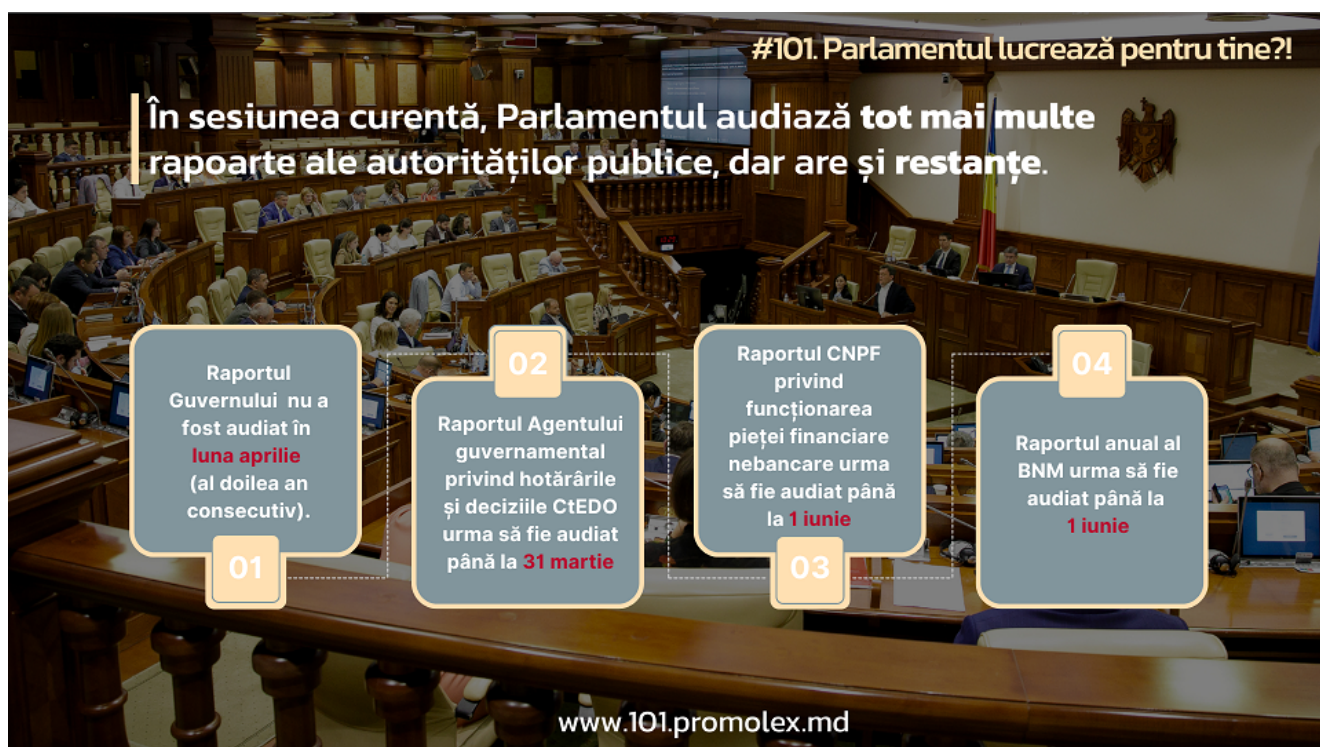 #101. Parlamentul lucrează pentru tine?!
În sesiunea curentă, Parlamentul audiază tot mai multe
rapoarte ale autorităților publice, dar are și restanțe.
Raportul
Guvernului nu a
fost audiat în
luna aprilie
(al doilea an
consecutiv).
01
02
Raportul Agentului
guvernamental
privind hotărârile
și deciziile CtEDO
urma să fie audiat
până la 31 martie
Raportul CNPF
privind
funcționarea
pieței financiare
nebancare urma
să fie audiat până
la 1 iunie
03
04
Raportul anual al
BNM urma să fie
audiat până la
1 iunie
www.101.promolex.md